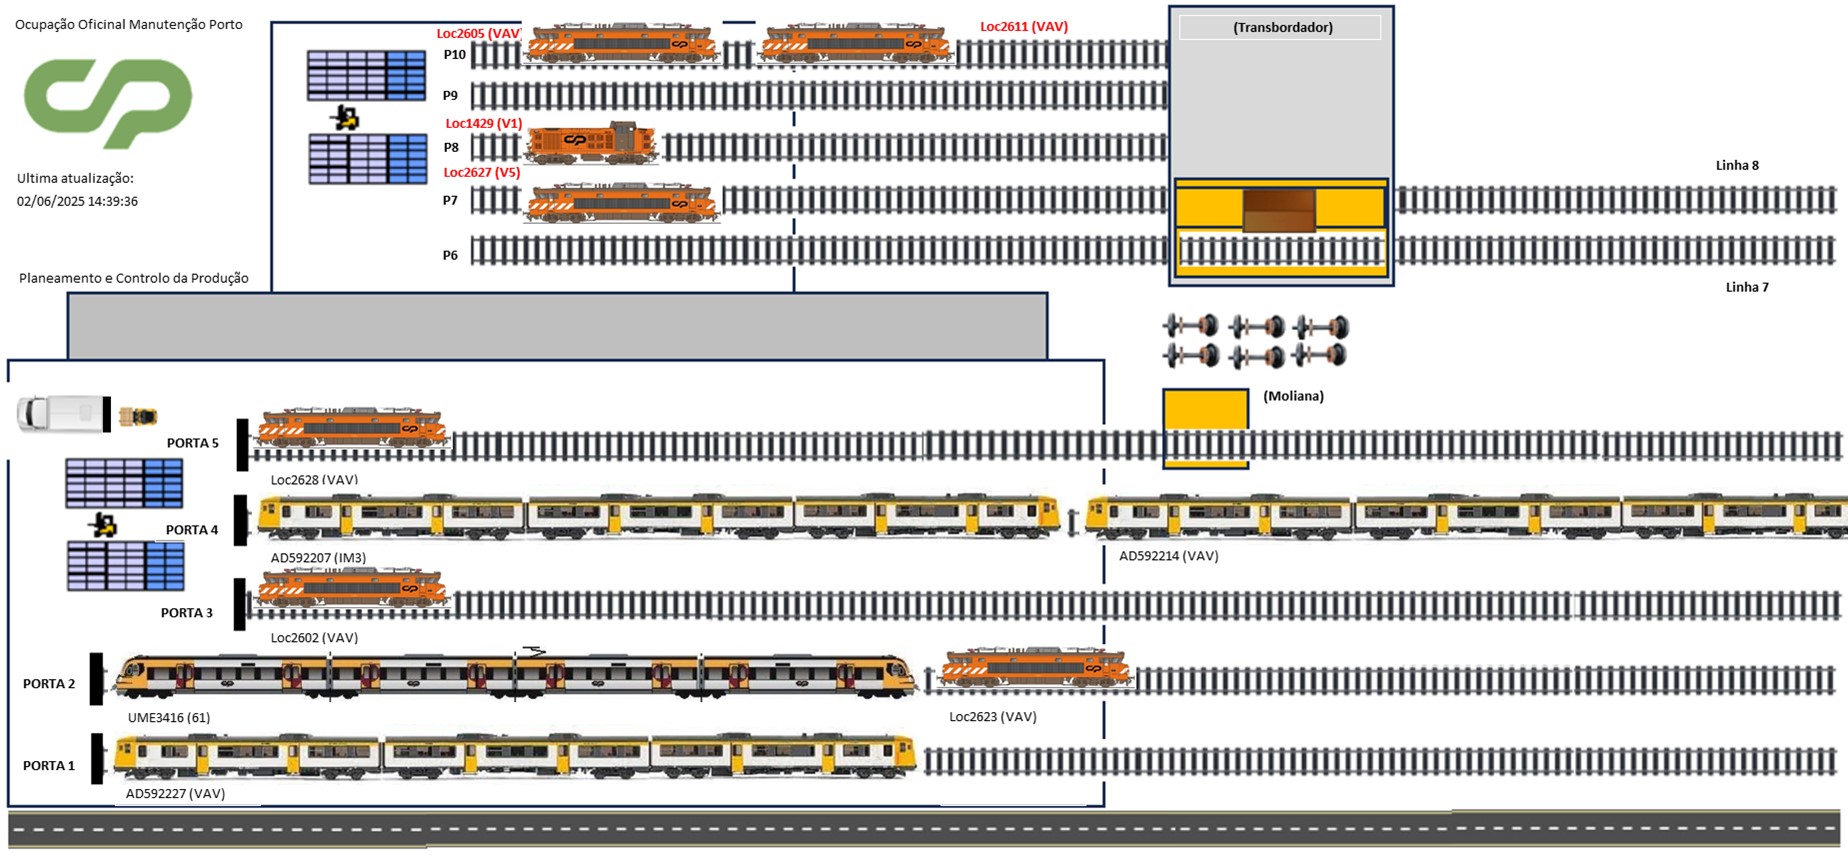 Ocupação Oficinal Manutenção Porto
Loc2605 (VAV)
Loc2611 (VAV)
(Transbordador)
P10
P9
Loc1429 (V1)
P8
Loc2627 (V5)
P7
Linha 8
Ultima atualização:
02/06/2025 14:39:36
P6
Planeamento e Controlo da Produção
Linha 7
(Moliana)
PORTA 5
Loc2628 (VAV)
PORTA 4
AD592207 (IM3)
AD592214 (VAV)
PORTA 3
Loc2602 (VAV)
PORTA 2
UME3416 (61)
Loc2623 (VAV)
PORTA 1
AD592227 (VAV)